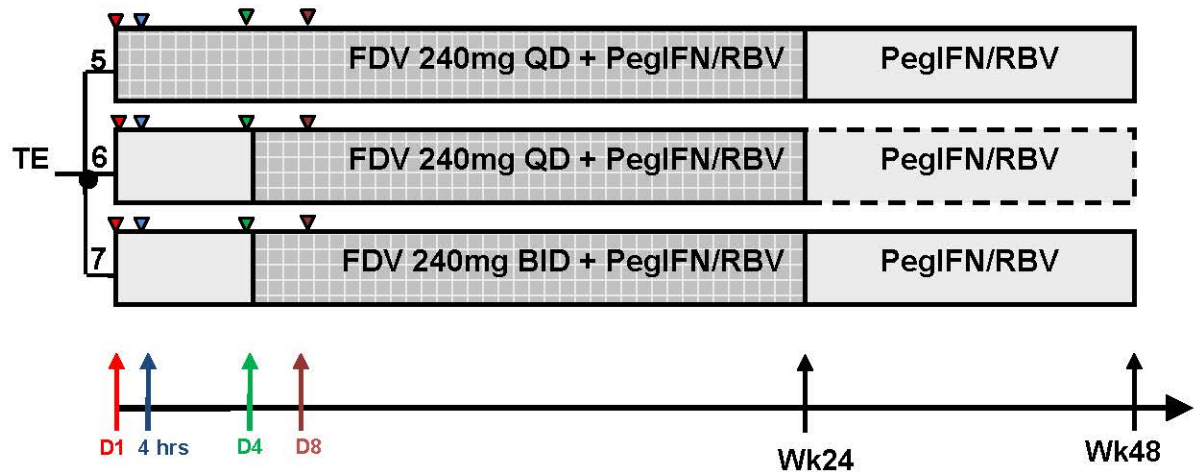 5 FDV 240mg QD + PegIFN/RBV PegIFN/RBV
TE 6 FDV 240mg QD + PegIFN/RBV PegIFN/RBV
7 FDV 240mg BID + PegIFN/RBV PegIFN/RBV
D1 4 hrs D4 D8 Wk24 Wk48